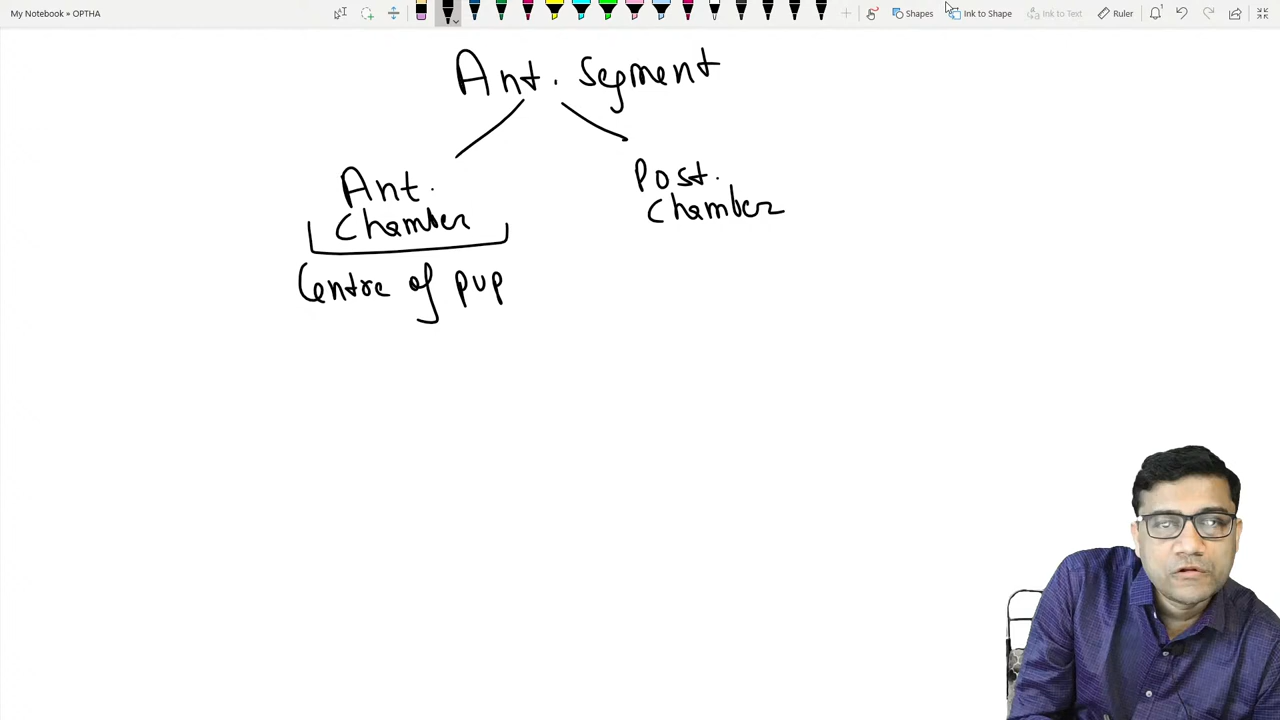 My Notebook » OPTHA
Shapes
Ink to Shape
Ink to Text
Ruler
Ant. Segment
Ant.
Chamber
Post.
Chamber
Centre of pup